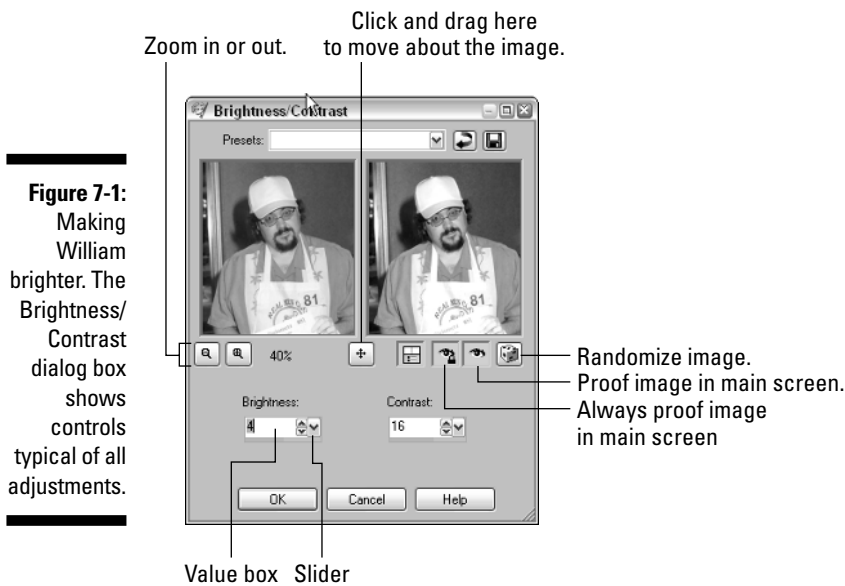 Click and drag here
to move about the image.
Zoom in or out.
Brightness/Contrast
Presets:
81
81
40%
Randomize image.
Proof image in main screen.
Always proof image
in main screen
Brightness:
Contrast:
4
16
OK
Cancel
Help
Value box
Slider
Figure 7-1:
Making
William
brighter. The
Brightness/
Contrast
dialog box
shows
controls
typical of all
adjustments.